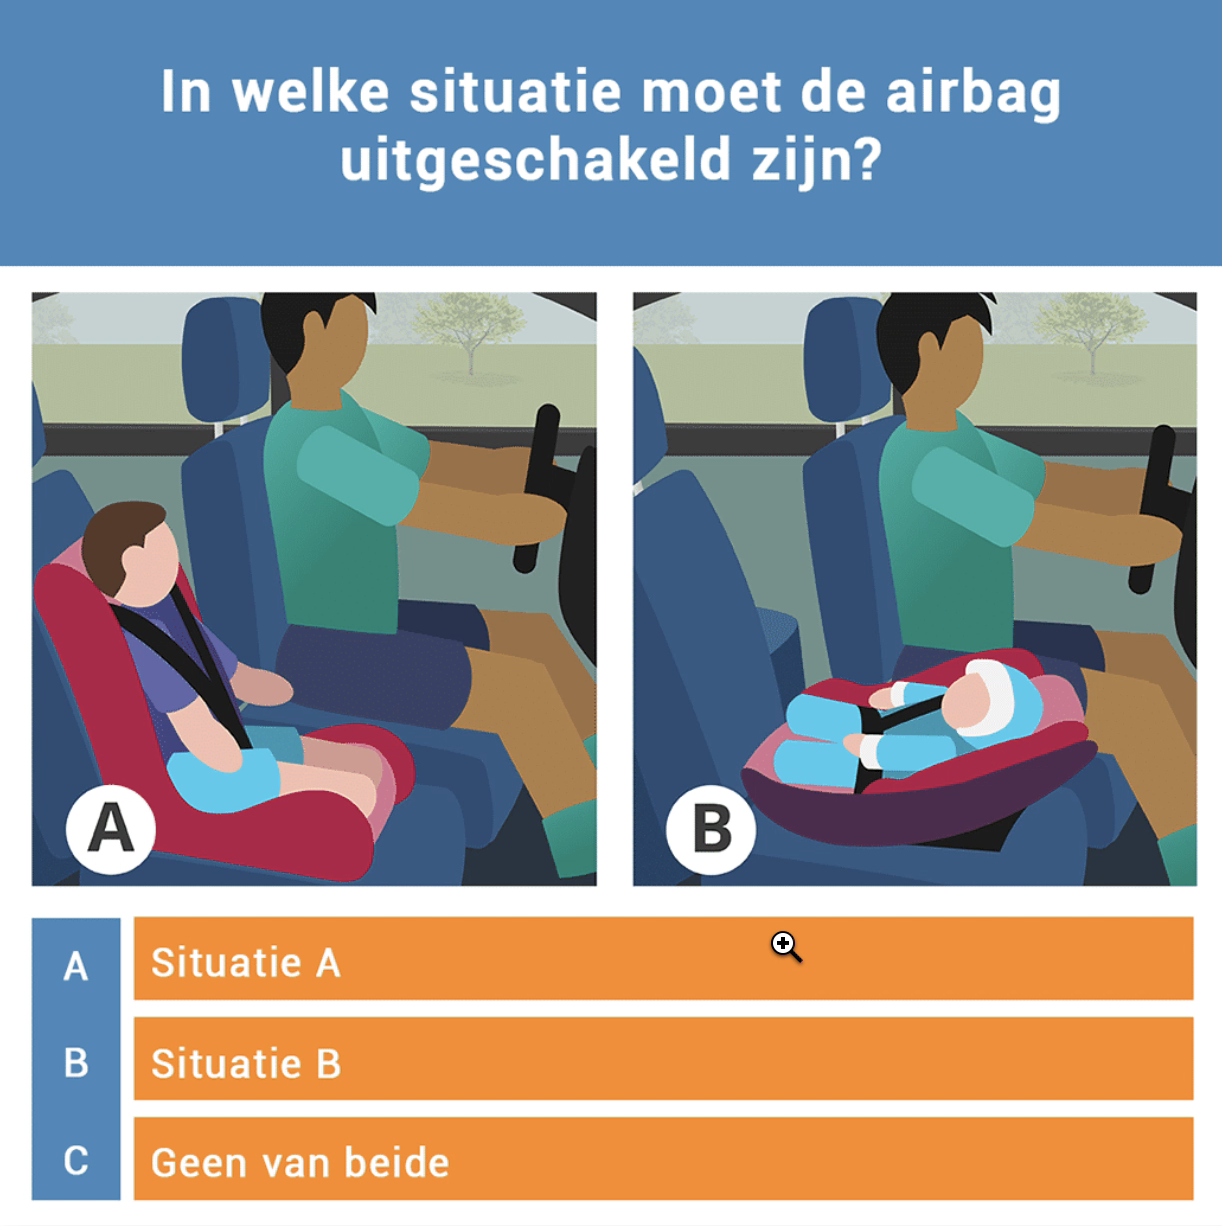 In welke situatie moet de airbag
uitgeschakeld zijn?
A
B
A
Situatie A
B
Situatie B
C
Geen van beide